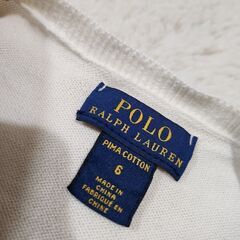 POLO
RALPH LAUREN
PIMA COTTON
6
MADE IN
CHINA
FABRIQUÉ EN
CHINE